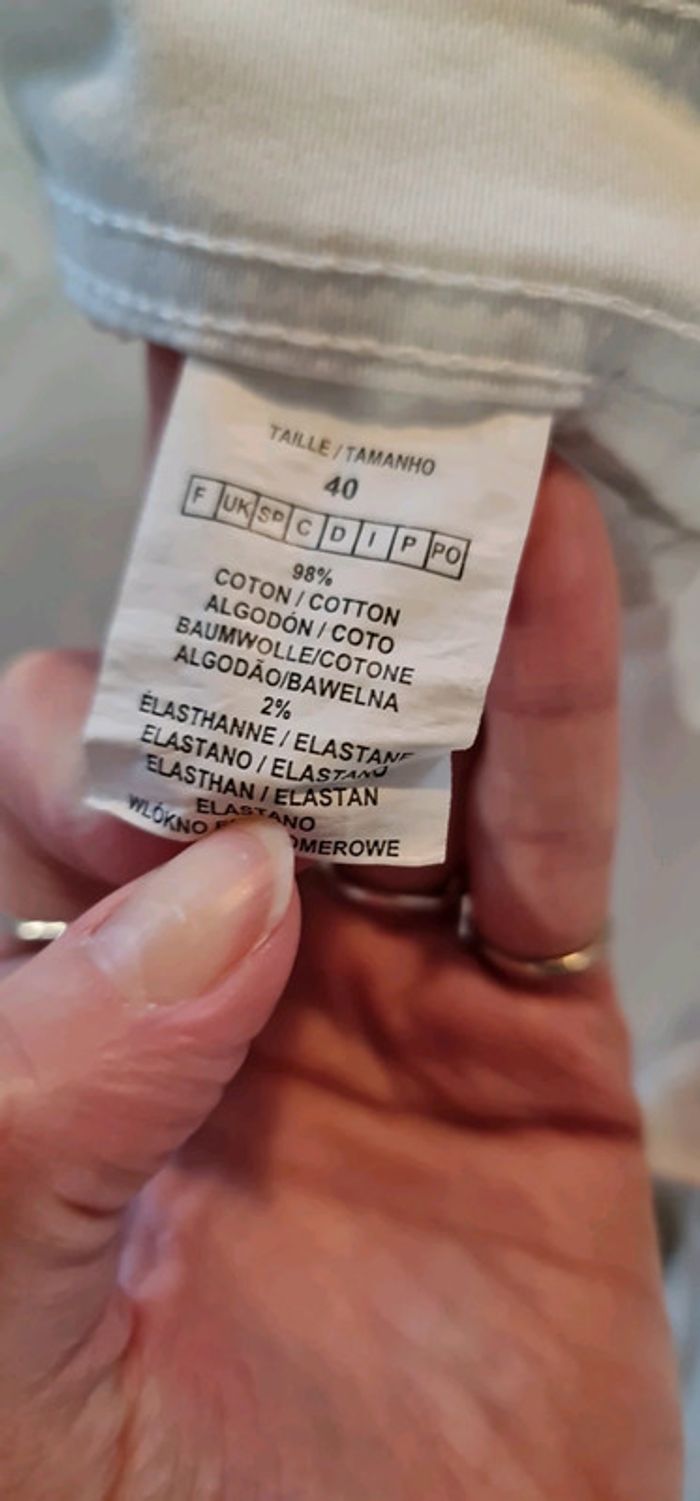 TAILLE / TAMANHO
40
F UK SP C D I P PO
98%
COTON / COTTON
ALGODÓN / COTO
BAUMWOLLE/COTONE
ALGODÃO/BAWELNA
2%
ÉLASTHANNE / ELASTANE
ELASTANO / ELASTANO
ELASTHAN / ELASTAN
ELASTANO
WLÓKNO